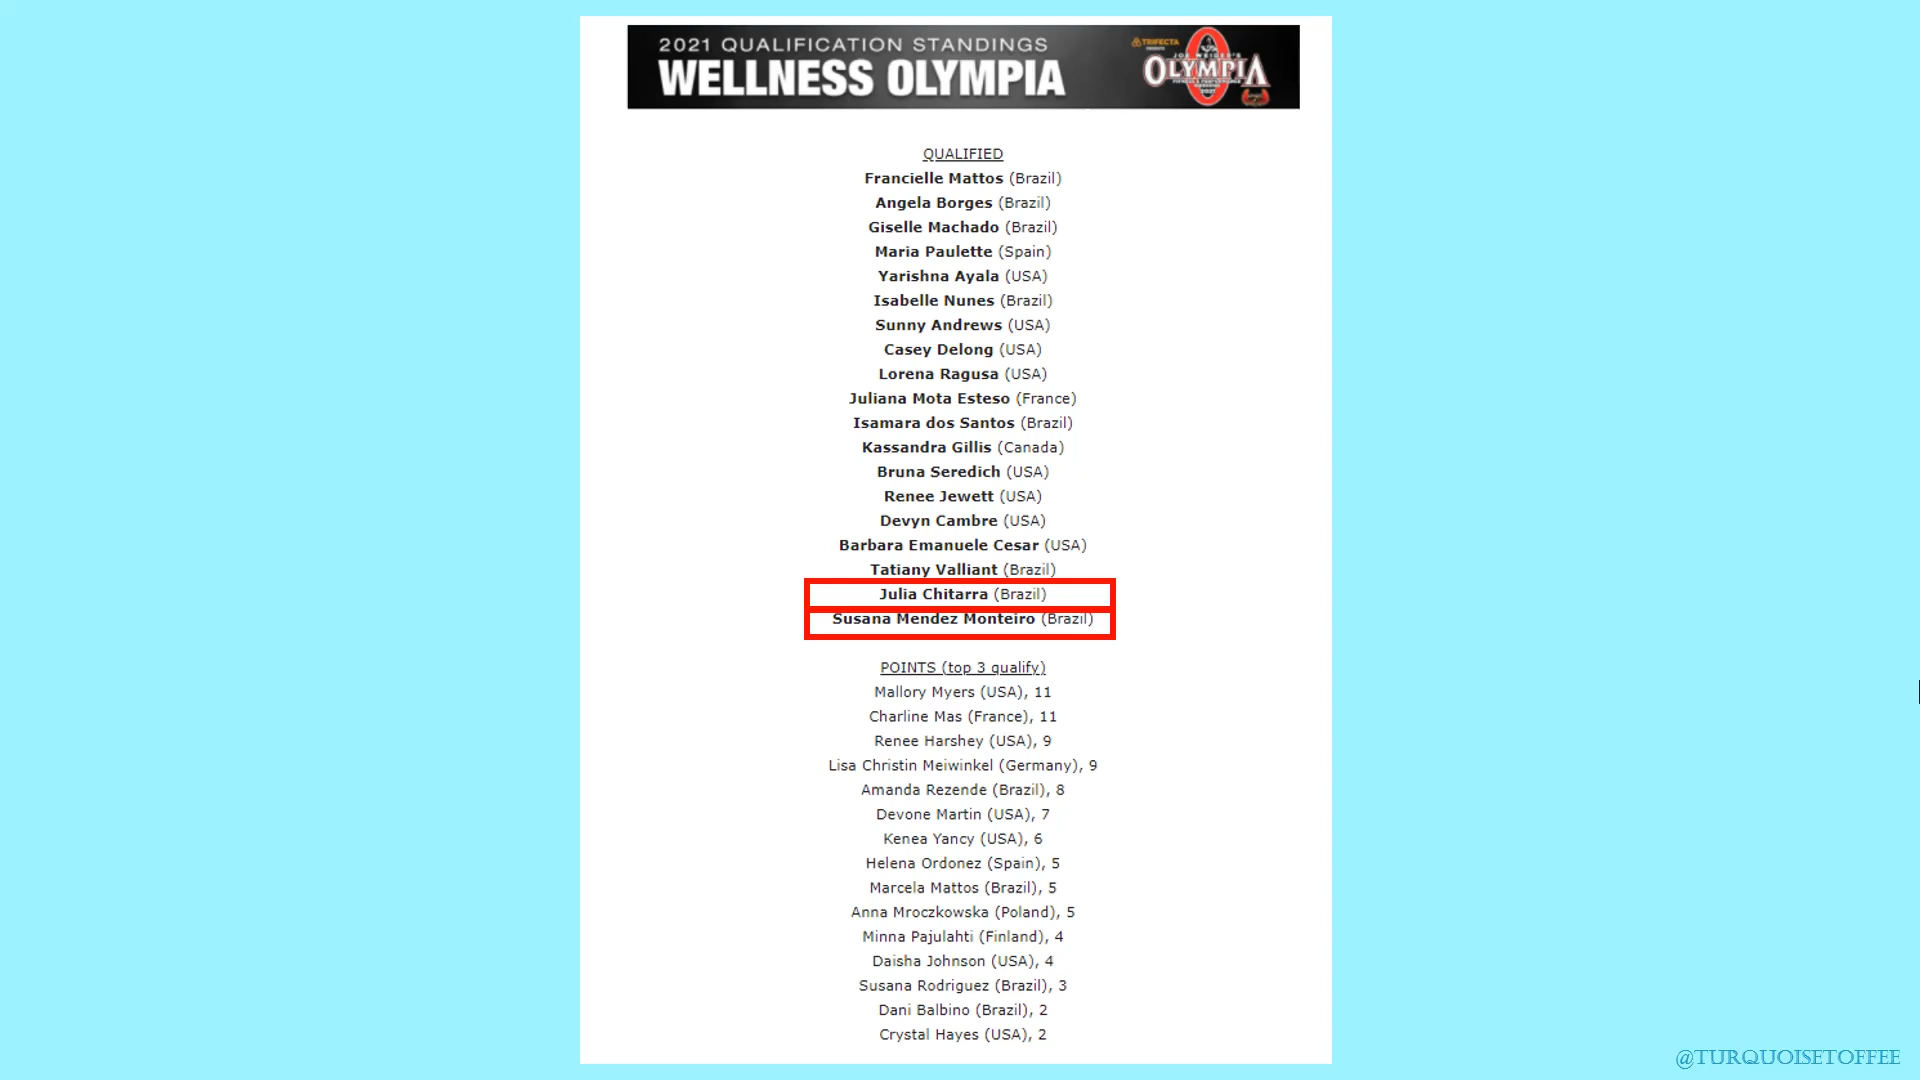 2021 QUALIFICATION STANDINGS
WELLNESS OLYMPIA
TRIFECTA
JOE WEIDER'S
OLYMPIA
2021
QUALIFIED
Francielle Mattos (Brazil)
Angela Borges (Brazil)
Giselle Machado (Brazil)
Maria Paulette (Spain)
Yarishna Ayala (USA)
Isabelle Nunes (Brazil)
Sunny Andrews (USA)
Casey Delong (USA)
Lorena Ragusa (USA)
Juliana Mota Esteso (France)
Isamara dos Santos (Brazil)
Kassandra Gillis (Canada)
Bruna Seredich (USA)
Renee Jewett (USA)
Devyn Cambre (USA)
Barbara Emanuele Cesar (USA)
Tatiany Valliant (Brazil)
Julia Chitarra (Brazil)
Susana Mendez Monteiro (Brazil)
POINTS (top 3 qualify)
Mallory Myers (USA), 11
Charline Mas (France), 11
Renee Harshey (USA), 9
Lisa Christin Meiwinkel (Germany), 9
Amanda Rezende (Brazil), 8
Devone Martin (USA), 7
Kenea Yancy (USA), 6
Helena Ordonez (Spain), 5
Marcela Mattos (Brazil), 5
Anna Mroczkowska (Poland), 5
Minna Pajulahti (Finland), 4
Daisha Johnson (USA), 4
Susana Rodriguez (Brazil), 3
Dani Balbino (Brazil), 2
Crystal Hayes (USA), 2
@TURQUOISETOFFEE